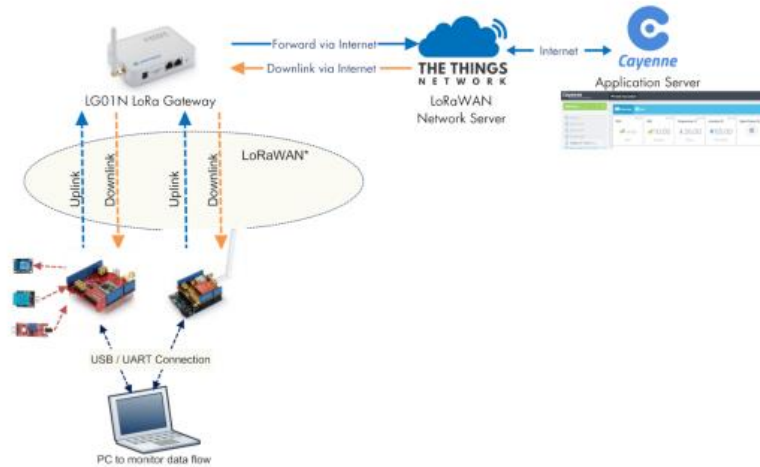 Forward via Internet
Downlink via Internet
Internet
THE THINGS
NETWORK
LoRaWAN
Network Server
Cayenne
Application Server
LG01N LoRa Gateway
LoRaWAN*
Uplink
Downlink
Uplink
Downlink
USB / UART Connection
PC to monitor data flow